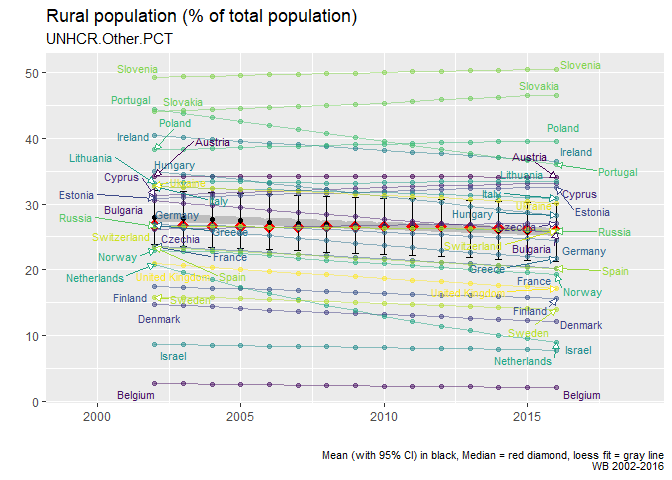 Rural population (% of total population)
UNHCR.Other.PCT
50
40
30
20
10
0
Slovenia
Portugal
Slovakia
Poland
Ireland
Austria
Lithuania
Hungary
Cyprus
Estonia
Italy
Bulgaria
Germany
Russia
Greece
Switzerland
Czechia
Norway
France
Netherlands
United Kingdom
Spain
Finland
Sweden
Denmark
Israel
Belgium
Slovenia
Slovakia
Poland
Ireland
Austria
Portugal
Lithuania
Italy
Cyprus
Ukraine
Hungary
Estonia
Czechia
Russia
Switzerland
Bulgaria
Germany
Greece
Spain
France
Norway
Finland
Sweden
Denmark
Israel
Netherlands
Belgium
2000
2005
2010
2015
Mean (with 95% CI) in black, Median = red diamond, loess fit = gray line
WB 2002-2016